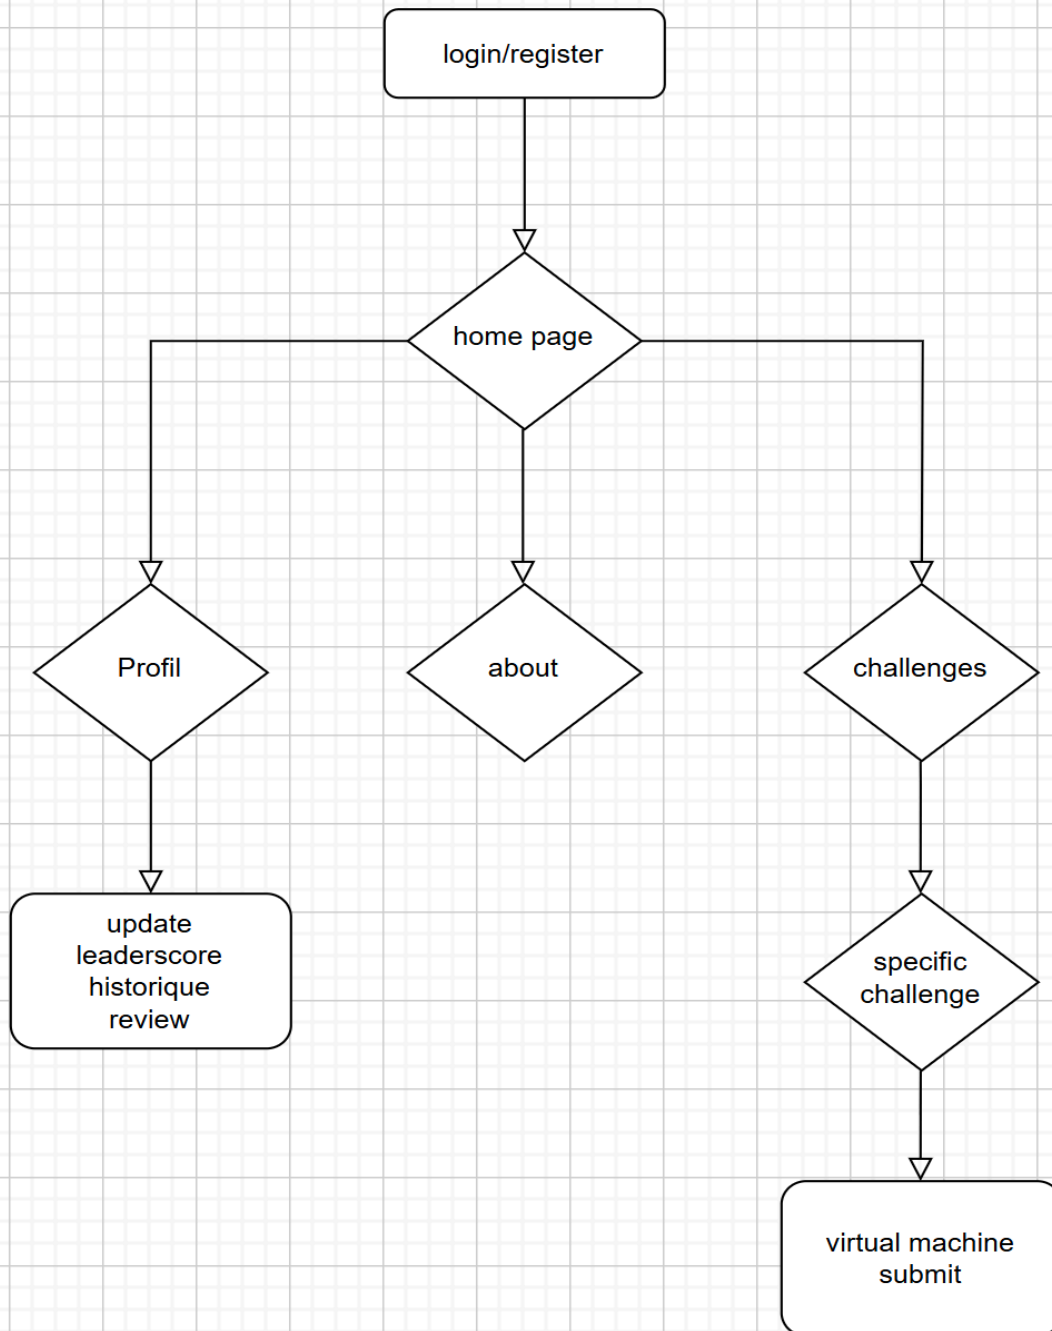 login/register
home page
Profil
about
challenges
update
leaderscore
historique
review
specific
challenge
virtual machine
submit